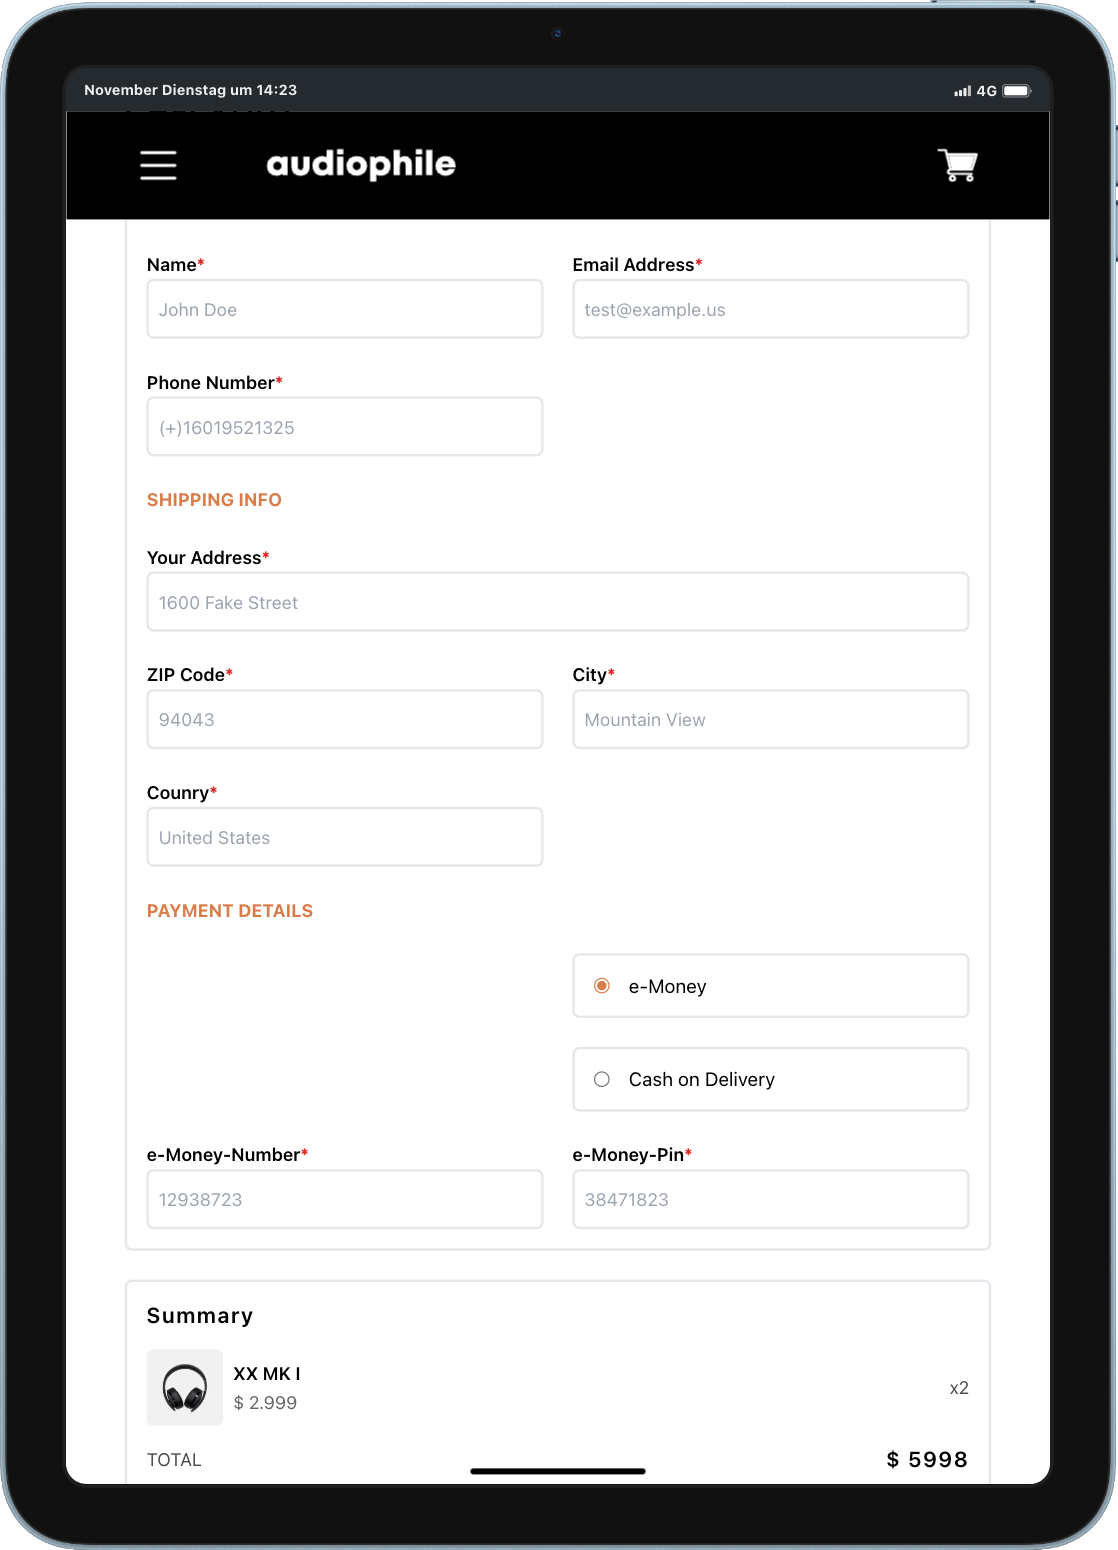 November Dienstag um 14:23
4G
audiophile
Name*
Email Address*
John Doe
test@example.us
Phone Number*
(+)16019521325
SHIPPING INFO
Your Address*
1600 Fake Street
ZIP Code*
City*
94043
Mountain View
Counry*
United States
PAYMENT DETAILS
e-Money
Cash on Delivery
e-Money-Number*
e-Money-Pin*
12938723
38471823
Summary
XX MK I
$ 2.999
x2
TOTAL
$ 5998